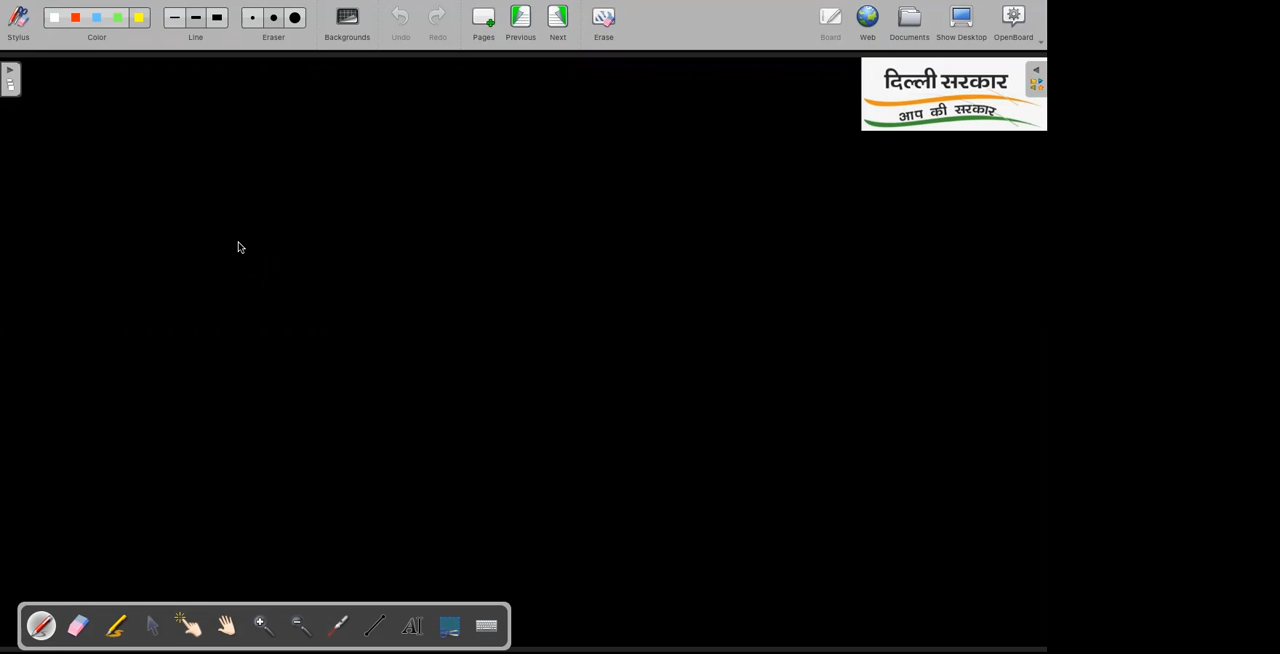 Stylus Color Line Eraser Backgrounds Undo Redo Pages Previous Next Erase Board Web Documents Show Desktop OpenBoard
दिल्ली सरकार
आप की सरकार
AI